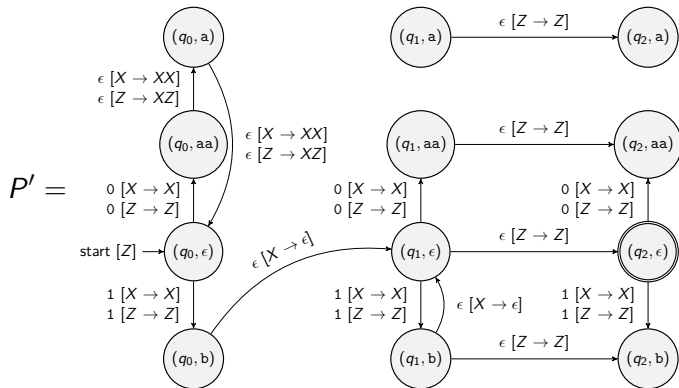 (q0, a)
(q1, a)
ϵ [Z → Z]
(q2, a)
ϵ [X → XX]
ϵ [Z → XZ]
(q0, aa)
ϵ [X → XX]
ϵ [Z → XZ]
(q1, aa)
ϵ [Z → Z]
(q2, aa)
P′ =
0 [X → X]
0 [Z → Z]
0 [X → X]
0 [Z → Z]
0 [X → X]
0 [Z → Z]
start [Z]
(q0, ϵ)
ϵ [X → ϵ]
(q1, ϵ)
ϵ [Z → Z]
(q2, ϵ)
1 [X → X]
1 [Z → Z]
1 [X → X]
1 [Z → Z]
ϵ [X → ϵ]
1 [X → X]
1 [Z → Z]
(q0, b)
(q1, b)
ϵ [Z → Z]
(q2, b)